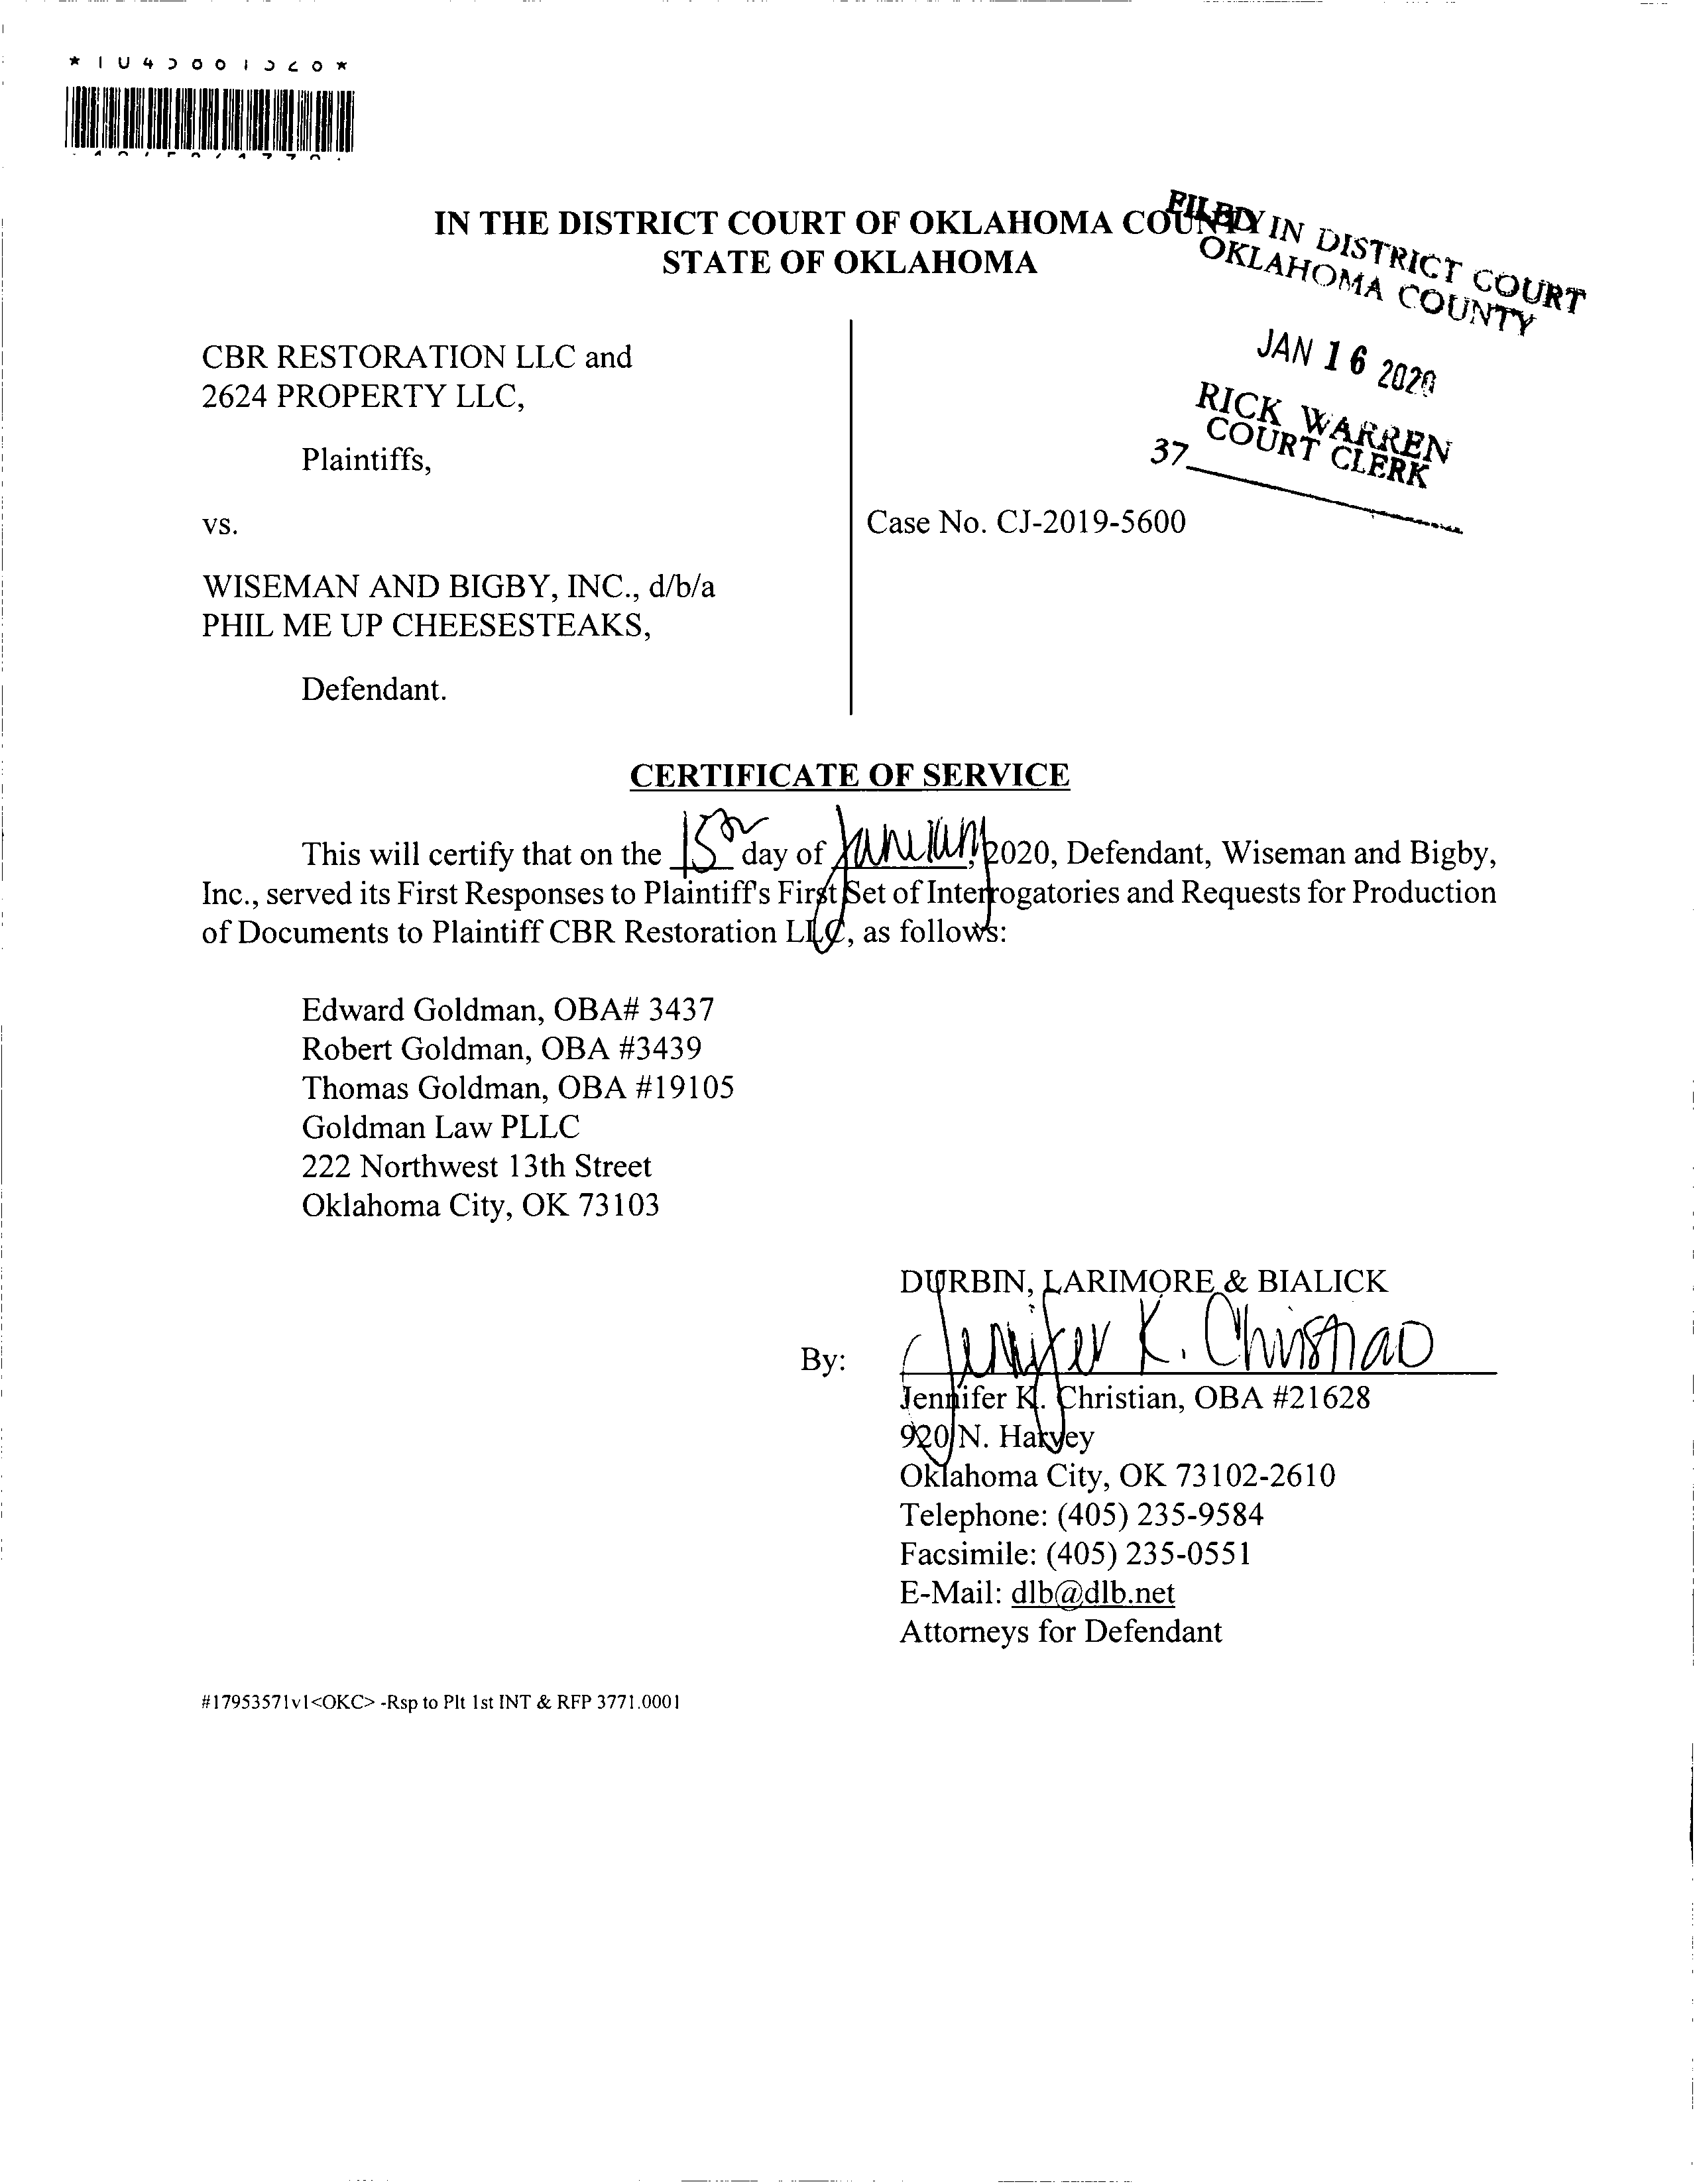 IN THE DISTRICT COURT OF OKLAHOMA COUNTY
STATE OF OKLAHOMA
FILED IN DISTRICT COURT
OKLAHOMA COUNTY
JAN 16 2020
RICK WARREN
COURT CLERK
37
CBR RESTORATION LLC and
2624 PROPERTY LLC,
Plaintiffs,
vs.
Case No. CJ-2019-5600
WISEMAN AND BIGBY, INC., d/b/a
PHIL ME UP CHEESESTEAKS,
Defendant.
CERTIFICATE OF SERVICE
This will certify that on the 15th day of January, 2020, Defendant, Wiseman and Bigby,
Inc., served its First Responses to Plaintiff's First Set of Interrogatories and Requests for Production
of Documents to Plaintiff CBR Restoration LLC, as follows:
Edward Goldman, OBA# 3437
Robert Goldman, OBA #3439
Thomas Goldman, OBA #19105
Goldman Law PLLC
222 Northwest 13th Street
Oklahoma City, OK 73103
DURBIN, LARIMORE & BIALICK
By: Jennifer K. Christian
Jennifer K. Christian, OBA #21628
920 N. Harvey
Oklahoma City, OK 73102-2610
Telephone: (405) 235-9584
Facsimile: (405) 235-0551
E-Mail: dlb@dlb.net
Attorneys for Defendant
#17953571v1<OKC> -Rsp to Plt 1st INT & RFP 3771.0001